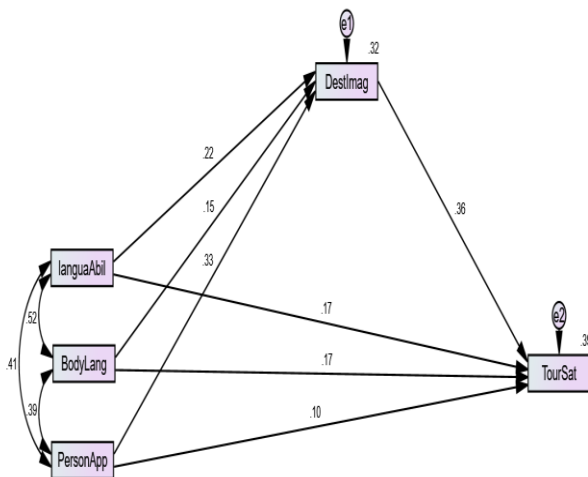 e1
.32
DestImag
.22
.15
.36
.33
languaAbil
.17
e2
.52
.41
BodyLang
.17
TourSat
.39
.10
PersonApp